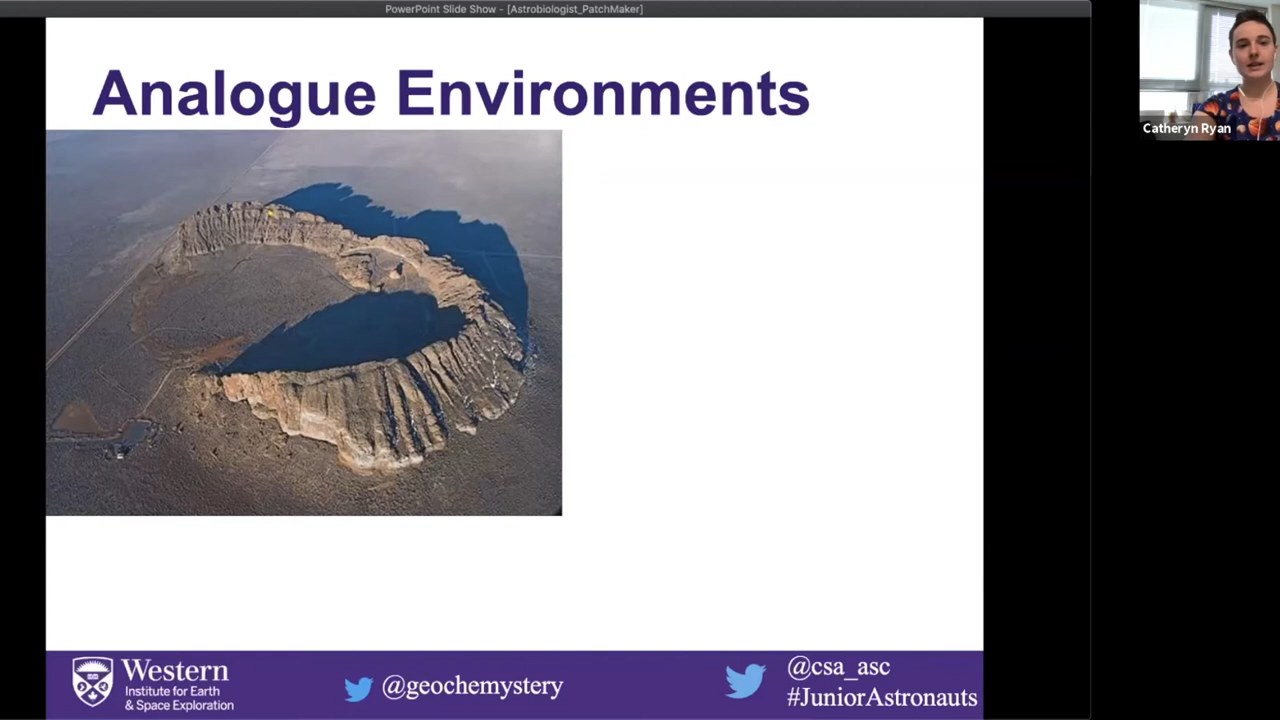 PowerPoint Slide Show - [Astrobiologist_PatchMaker]
Analogue Environments
Catheryn Ryan
Western
Institute for Earth
& Space Exploration
@geochemystery
@csa_asc
#JuniorAstronauts